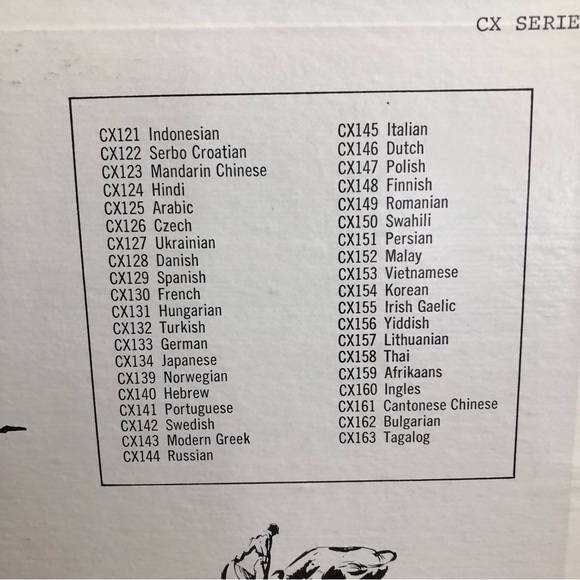 CX SERIE
CX121 Indonesian
CX122 Serbo Croatian
CX123 Mandarin Chinese
CX124 Hindi
CX125 Arabic
CX126 Czech
CX127 Ukrainian
CX128 Danish
CX129 Spanish
CX130 French
CX131 Hungarian
CX132 Turkish
CX133 German
CX134 Japanese
CX139 Norwegian
CX140 Hebrew
CX141 Portuguese
CX142 Swedish
CX143 Modern Greek
CX144 Russian
CX145 Italian
CX146 Dutch
CX147 Polish
CX148 Finnish
CX149 Romanian
CX150 Swahili
CX151 Persian
CX152 Malay
CX153 Vietnamese
CX154 Korean
CX155 Irish Gaelic
CX156 Yiddish
CX157 Lithuanian
CX158 Thai
CX159 Afrikaans
CX160 Ingles
CX161 Cantonese Chinese
CX162 Bulgarian
CX163 Tagalog